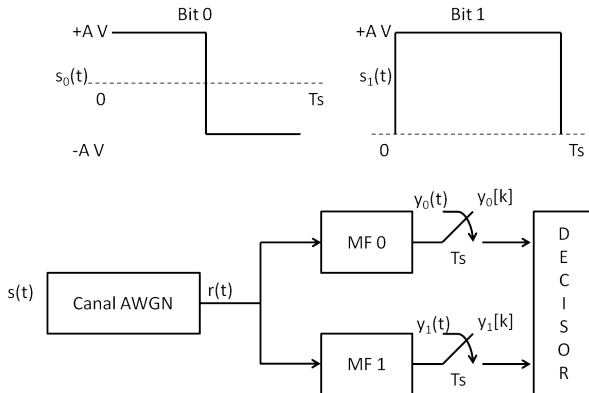 Bit 0
Bit 1
+A V
+A V
s0(t)
s1(t)
0
Ts
-A V
0
Ts
y0(t)
y0[k]
MF 0
Ts
s(t)
Canal AWGN
r(t)
y1(t)
y1[k]
MF 1
Ts
DECISOR